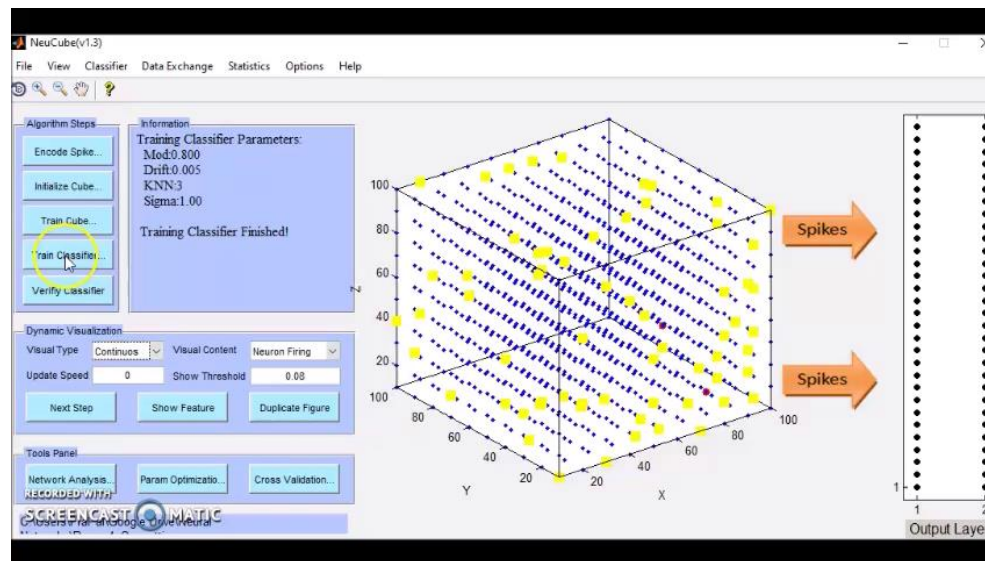 NeuCube(v1.3)
File View Classifier Data Exchange Statistics Options Help
Algorithm Steps
Encode Spike...
Initialize Cube...
Train Cube...
Train Classifier...
Verifiy Classifier
Information
Training Classifier Parameters:
Mod:0.800
Drift:0.005
KNN:3
Sigma:1.00
Training Classifier Finished!
Dynamic Visualization
Visual Type Continuos Visual Content Neuron Firing
Update Speed 0 Show Threshold 0.08
Next Step Show Feature Duplicate Figure
Tools Panel
Network Analysis... Param Optimizatio... Cross Validation...
RECORDED WITH
SCREENCAST MATIC
100
80
60
40
20
Z
100
80
60
40
20
Y
20
40
60
80
100
X
Spikes
Spikes
1
1 2
Output Laye